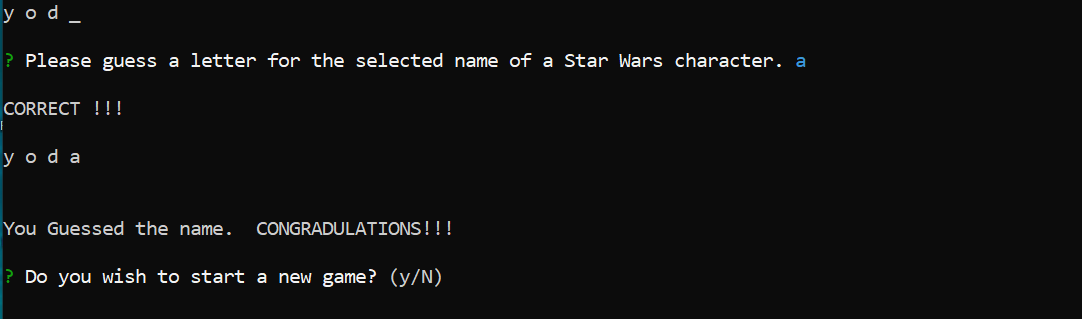 y o d _
? Please guess a letter for the selected name of a Star Wars character. a
CORRECT !!!
y o d a
You Guessed the name.  CONGRADULATIONS!!!
? Do you wish to start a new game? (y/N)